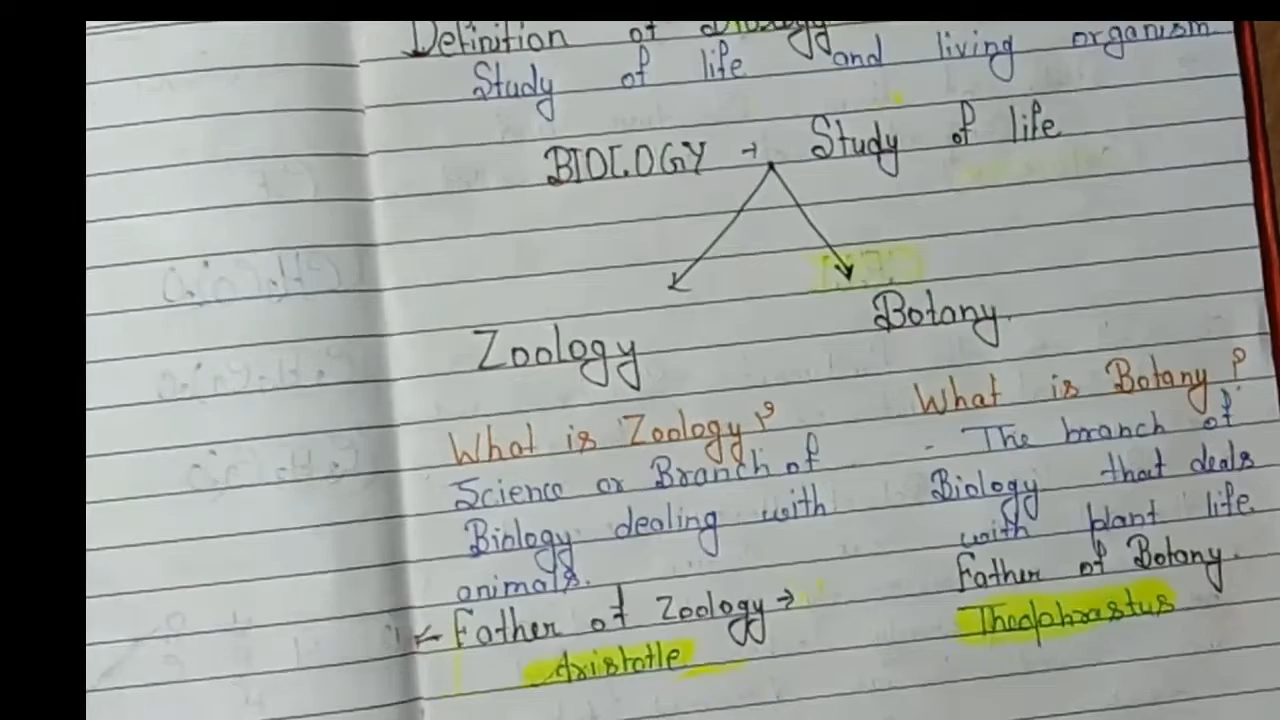 Definition of Biology
Study of life and living organism
BIOLOGY → Study of life
Zoology
Botany.
What is Zoology?
Science or Branch of
Biology dealing with
animals.
Father of Zoology →
Aristotle
What is Botany?
- The branch of
Biology that deals
with plant life
Father of Botany.
Theophrastus